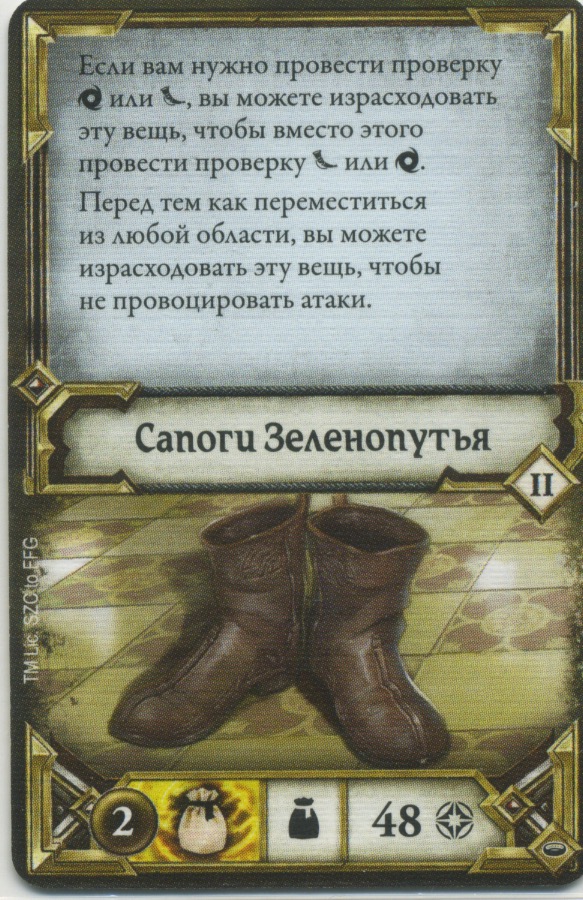 Если вам нужно провести проверку
или , вы можете израсходовать
эту вещь, чтобы вместо этого
провести проверку или .
Перед тем как переместиться
из любой области, вы можете
израсходовать эту вещь, чтобы
не провоцировать атаки.
Сапоги Зеленопутья
II
TM Lic. SZC to FFG
2
48